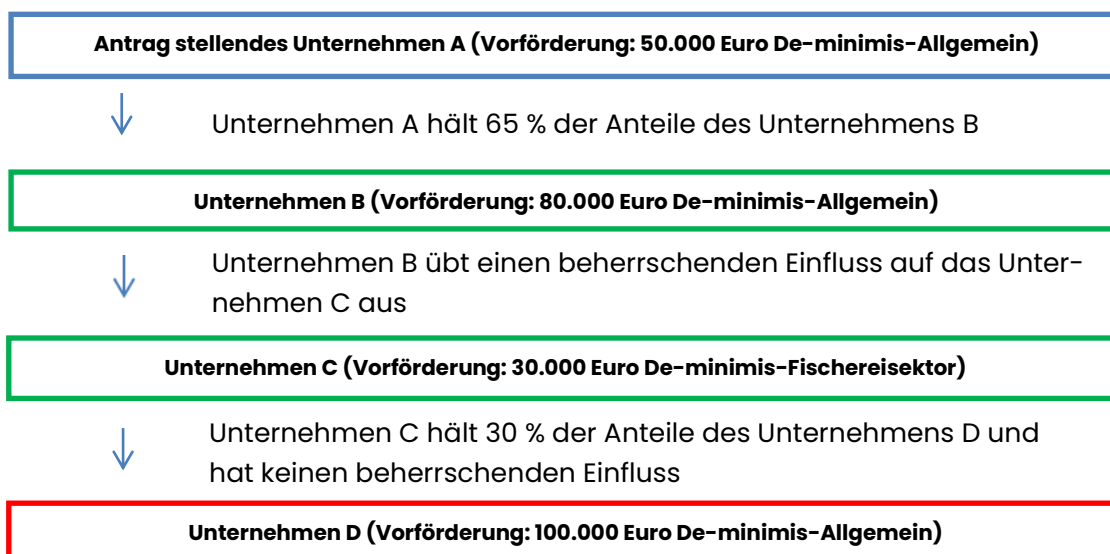 Antrag stellendes Unternehmen A (Vorförderung: 50.000 Euro De-minimis-Allgemein)
Unternehmen A hält 65 % der Anteile des Unternehmens B
Unternehmen B (Vorförderung: 80.000 Euro De-minimis-Allgemein)
Unternehmen B übt einen beherrschenden Einfluss auf das Unter-
nehmen C aus
Unternehmen C (Vorförderung: 30.000 Euro De-minimis-Fischereisektor)
Unternehmen C hält 30 % der Anteile des Unternehmens D und
hat keinen beherrschenden Einfluss
Unternehmen D (Vorförderung: 100.000 Euro De-minimis-Allgemein)